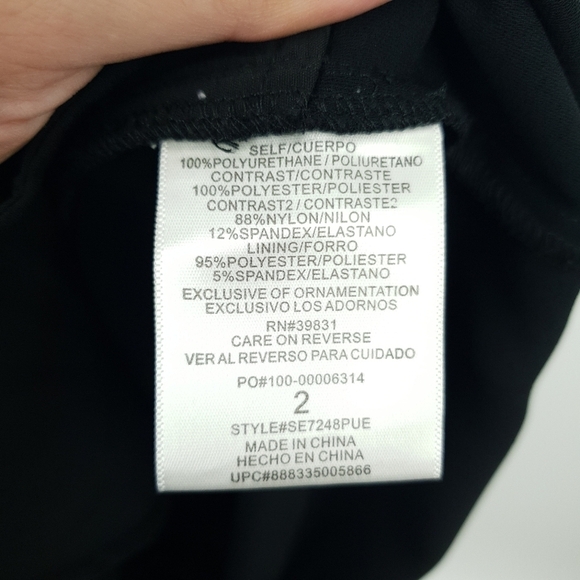 SELF/CUERPO
100%POLYURETHANE/POLIURETANO
CONTRAST/CONTRASTE
100%POLYESTER/POLIESTER
CONTRAST2/CONTRASTE2
88%NYLON/NILON
12%SPANDEX/ELASTANO
LINING/FORRO
95%POLYESTER/POLIESTER
5%SPANDEX/ELASTANO
EXCLUSIVE OF ORNAMENTATION
EXCLUSIVO LOS ADORNOS
RN#39831
CARE ON REVERSE
VER AL REVERSO PARA CUIDADO
PO#100-00006314
2
STYLE#SE7248PUE
MADE IN CHINA
HECHO EN CHINA
UPC#888335005866